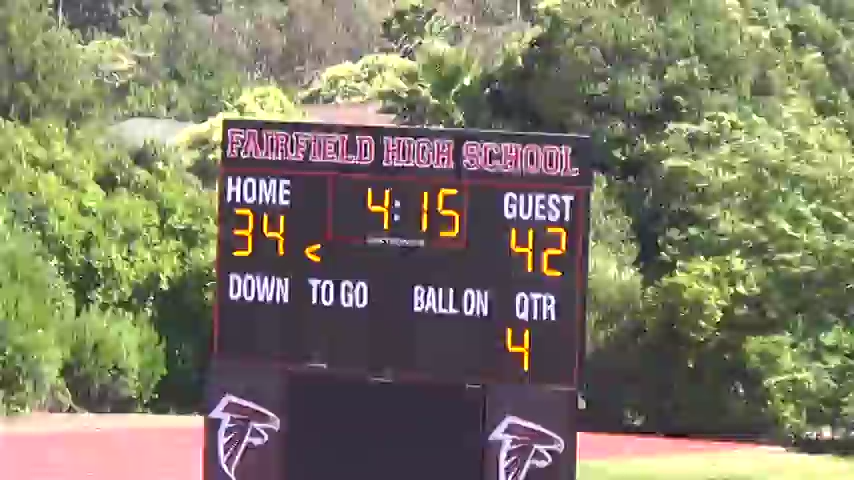 FAIRFIELD HIGH SCHOOL
HOME 4:15 GUEST
34 < 42
DOWN TO GO BALL ON QTR
4